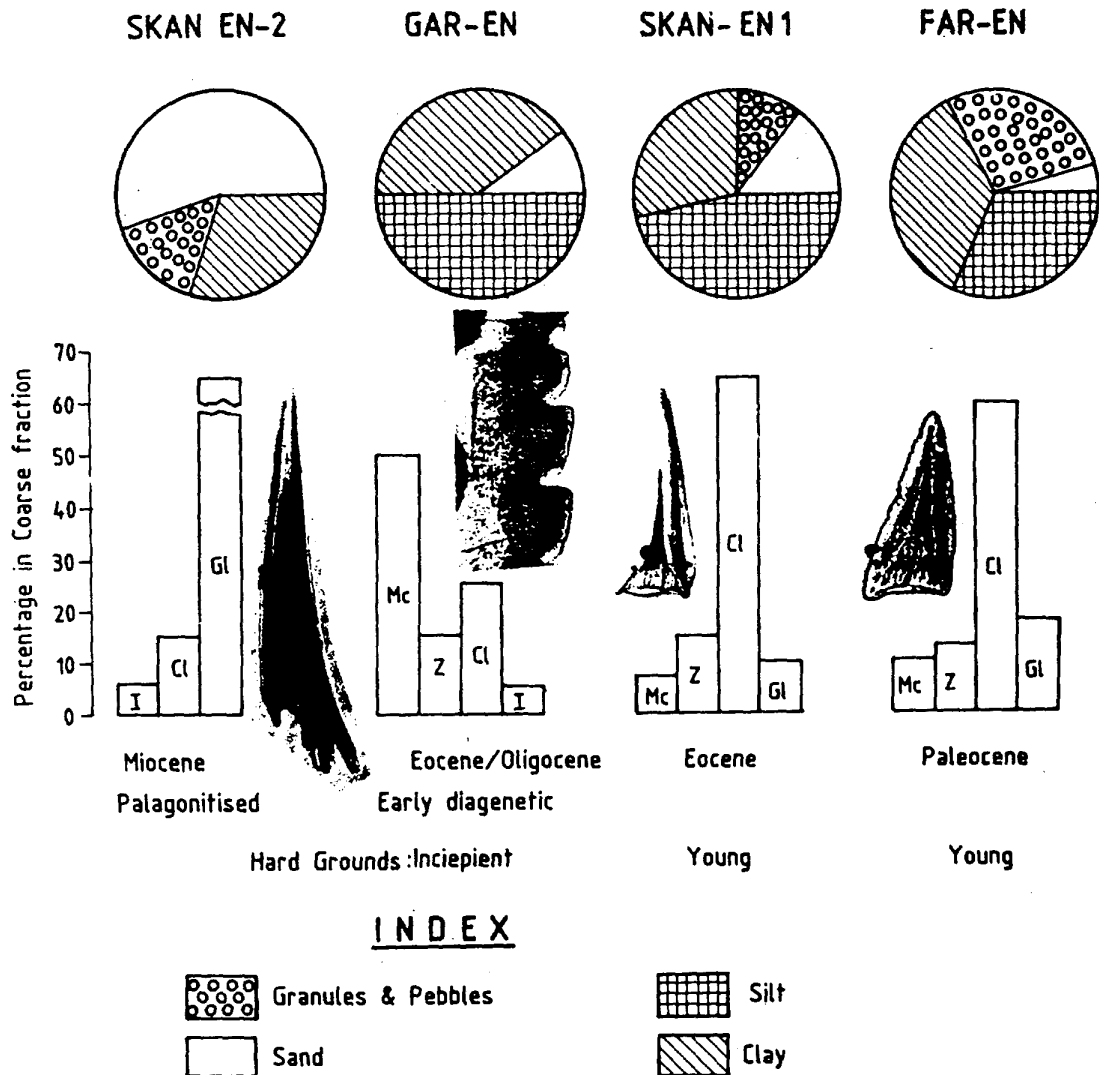 SKAN EN-2 GAR-EN SKAN-EN1 FAR-EN
Percentage in Coarse fraction
70
60
50
40
30
20
10
0
I Cl Gl
Mc Z Cl I
Mc Z Cl Gl
Mc Z Cl Gl
Miocene Eocene/Oligocene Eocene Paleocene
Palagonitised Early diagenetic
Hard Grounds :Inciepient Young Young
INDEX
Granules & Pebbles Silt
Sand Clay